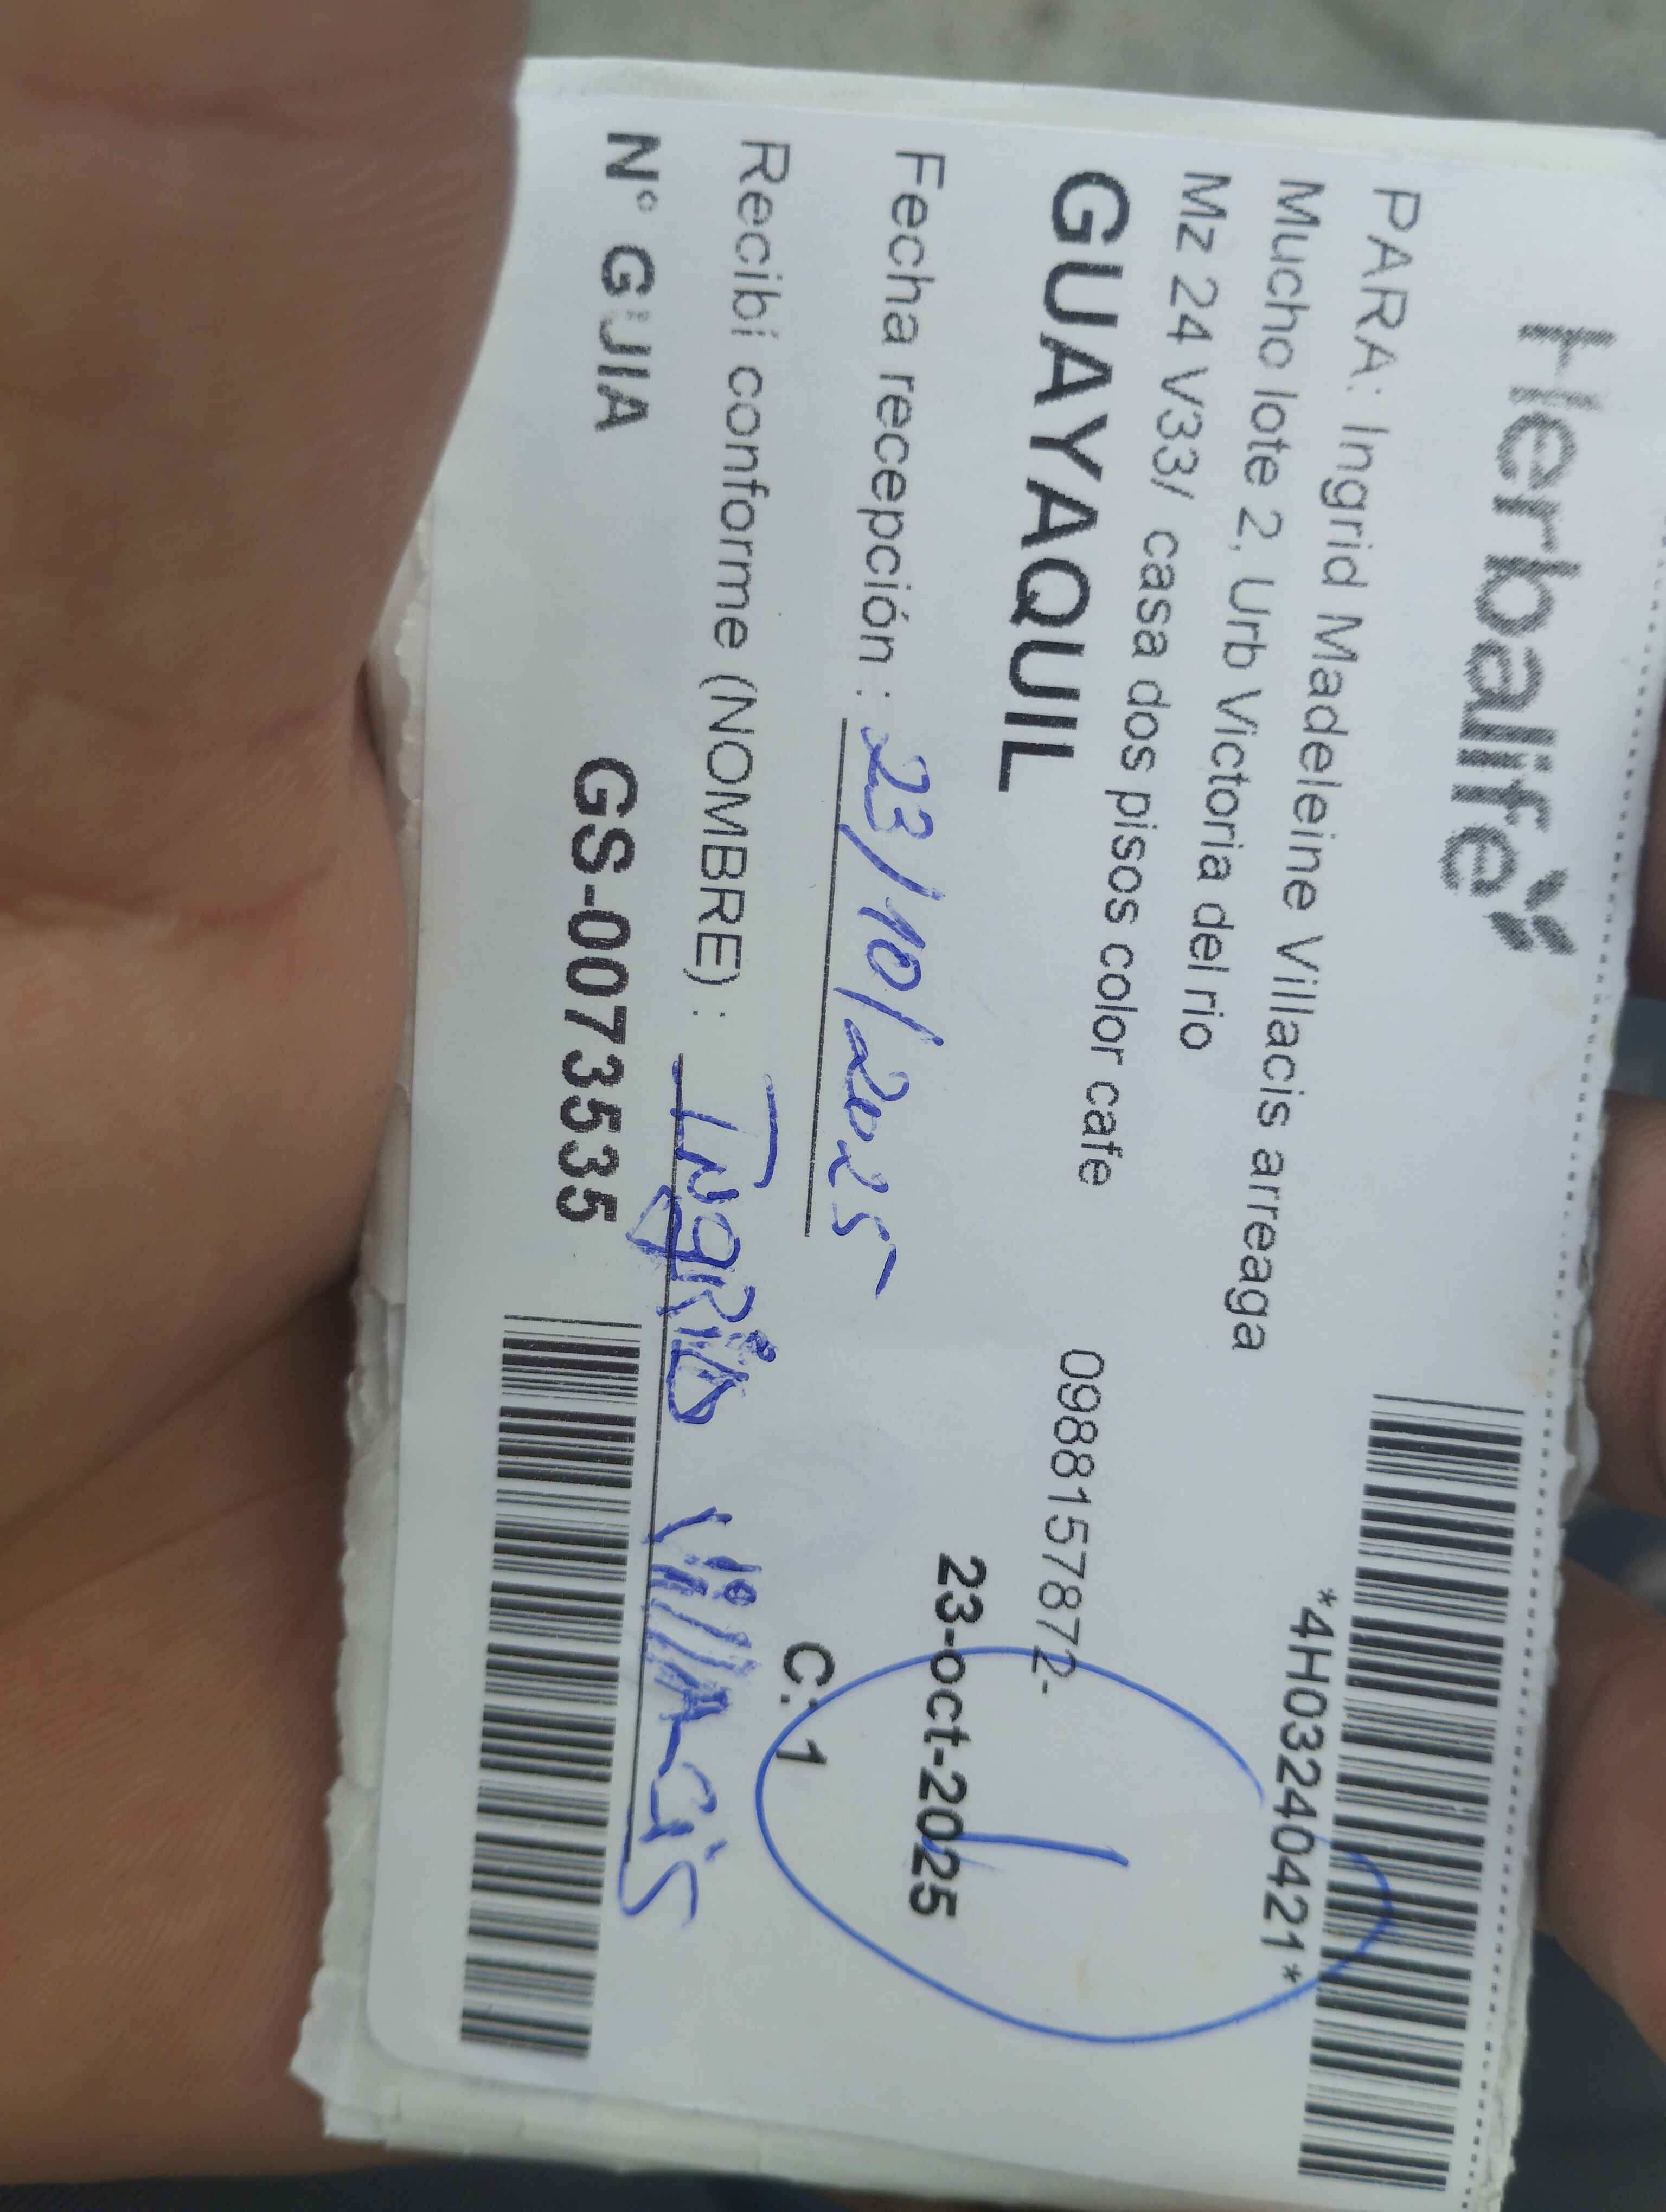 Herbalife
*4H03240421*
PARA: Ingrid Madeleine Villacis arreaga
Mucho lote 2, Urb Victoria del rio
Mz 24 V33/ casa dos pisos color cafe
GUAYAQUIL 0988157872-
23-oct-2025
1
Fecha recepción : 23/10/2025
C: 1
Recibí conforme (NOMBRE) : Ingrid Villacis
N° GUIA GS-0073535